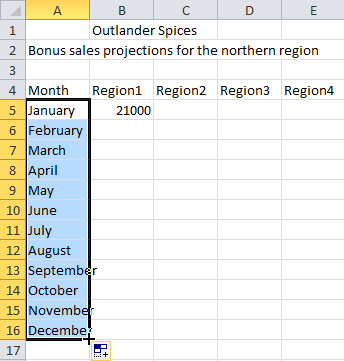 A B C D E
1 Outlander Spices
2 Bonus sales projections for the northern region
3
4 Month Region1 Region2 Region3 Region4
5 January 21000
6 February
7 March
8 April
9 May
10 June
11 July
12 August
13 September
14 October
15 November
16 December
17